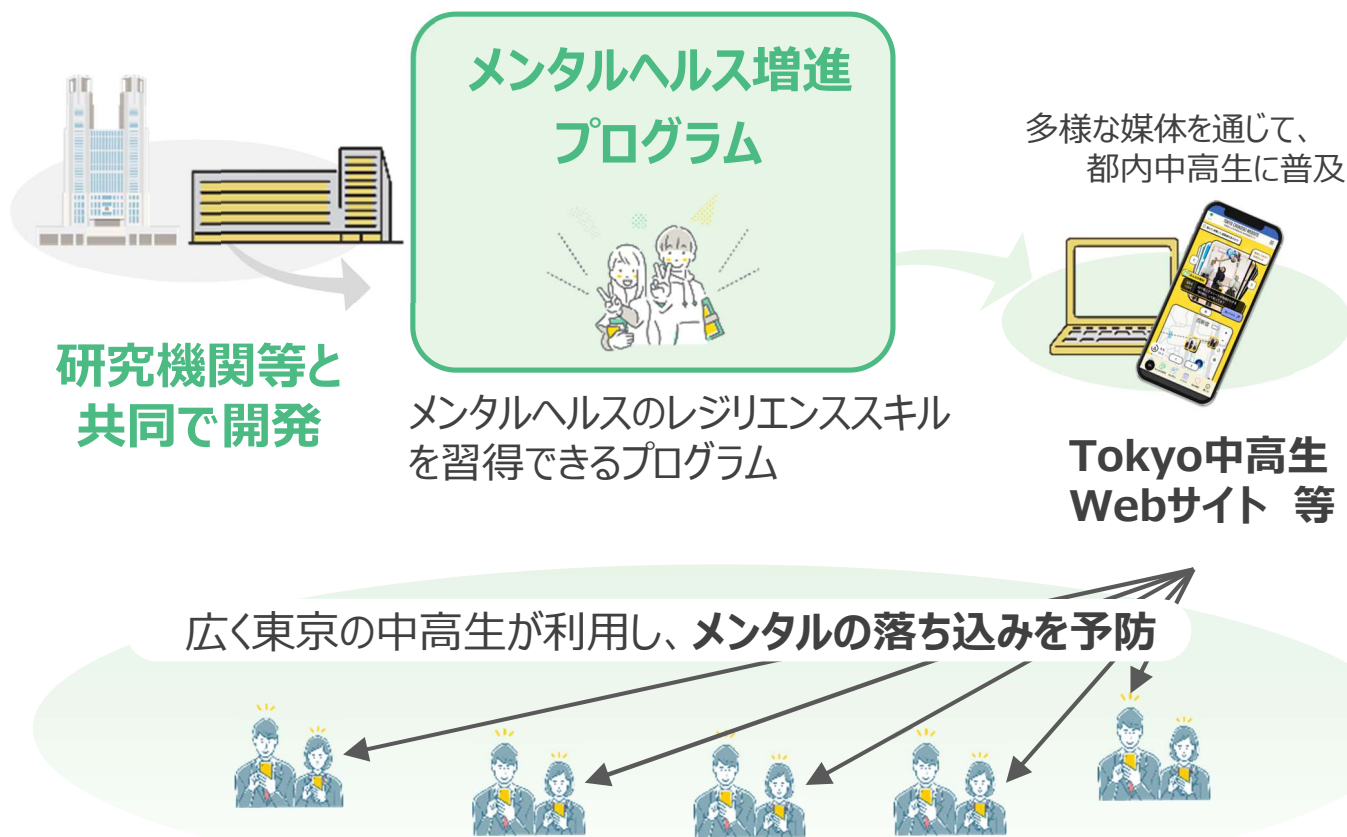 メンタルヘルス増進
プログラム
多様な媒体を通じて、
都内中高生に普及
研究機関等と
共同で開発
メンタルヘルスのレジリエンススキル
を習得できるプログラム
Tokyo中高生
Webサイト 等
広く東京の中高生が利用し、メンタルの落ち込みを予防